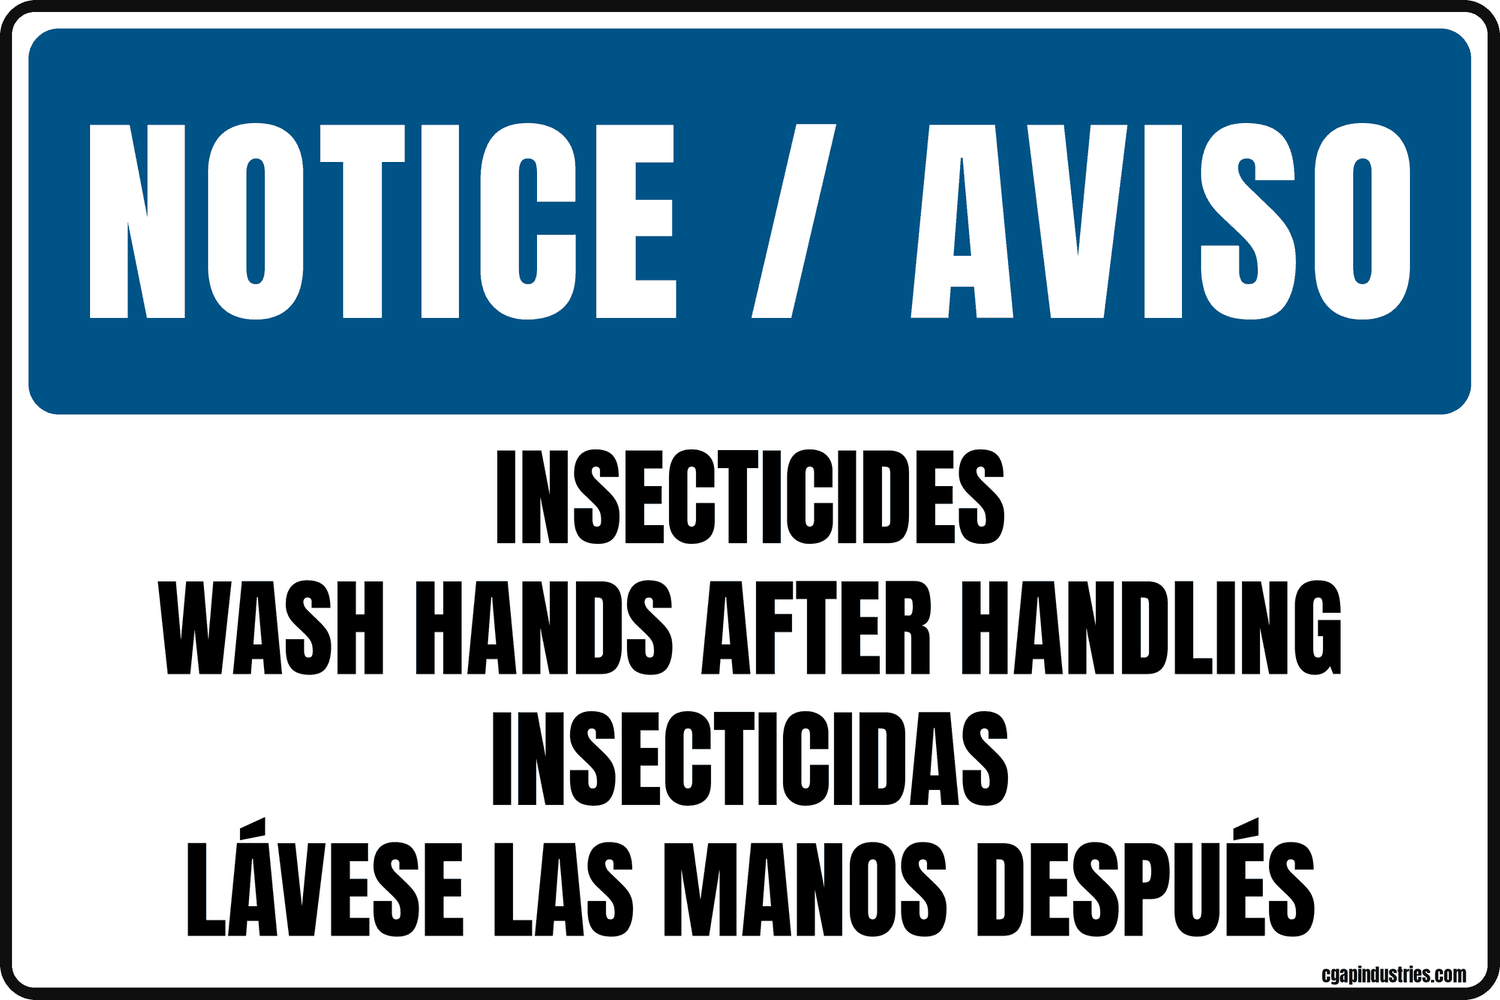 NOTICE / AVISO
INSECTICIDES
WASH HANDS AFTER HANDLING
INSECTICIDAS
LÁVESE LAS MANOS DESPUÉS
cgapindustries.com